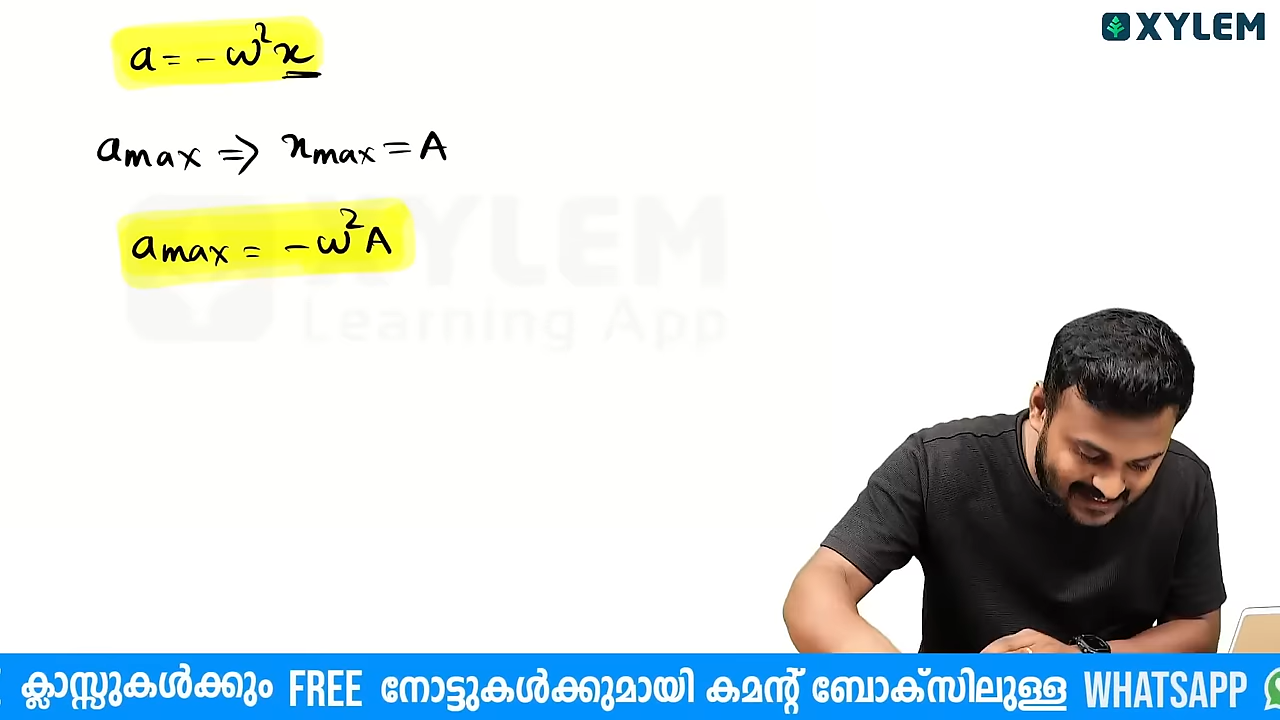 XYLEM
a = -ω²x
amax ⇒ xmax = A
amax = -ω²A
XYLEM
Learning App
ക്ലാസ്സുകൾക്കും FREE നോട്ടുകൾക്കുമായി കമന്റ് ബോക്സിലുള്ള WHATSAPP